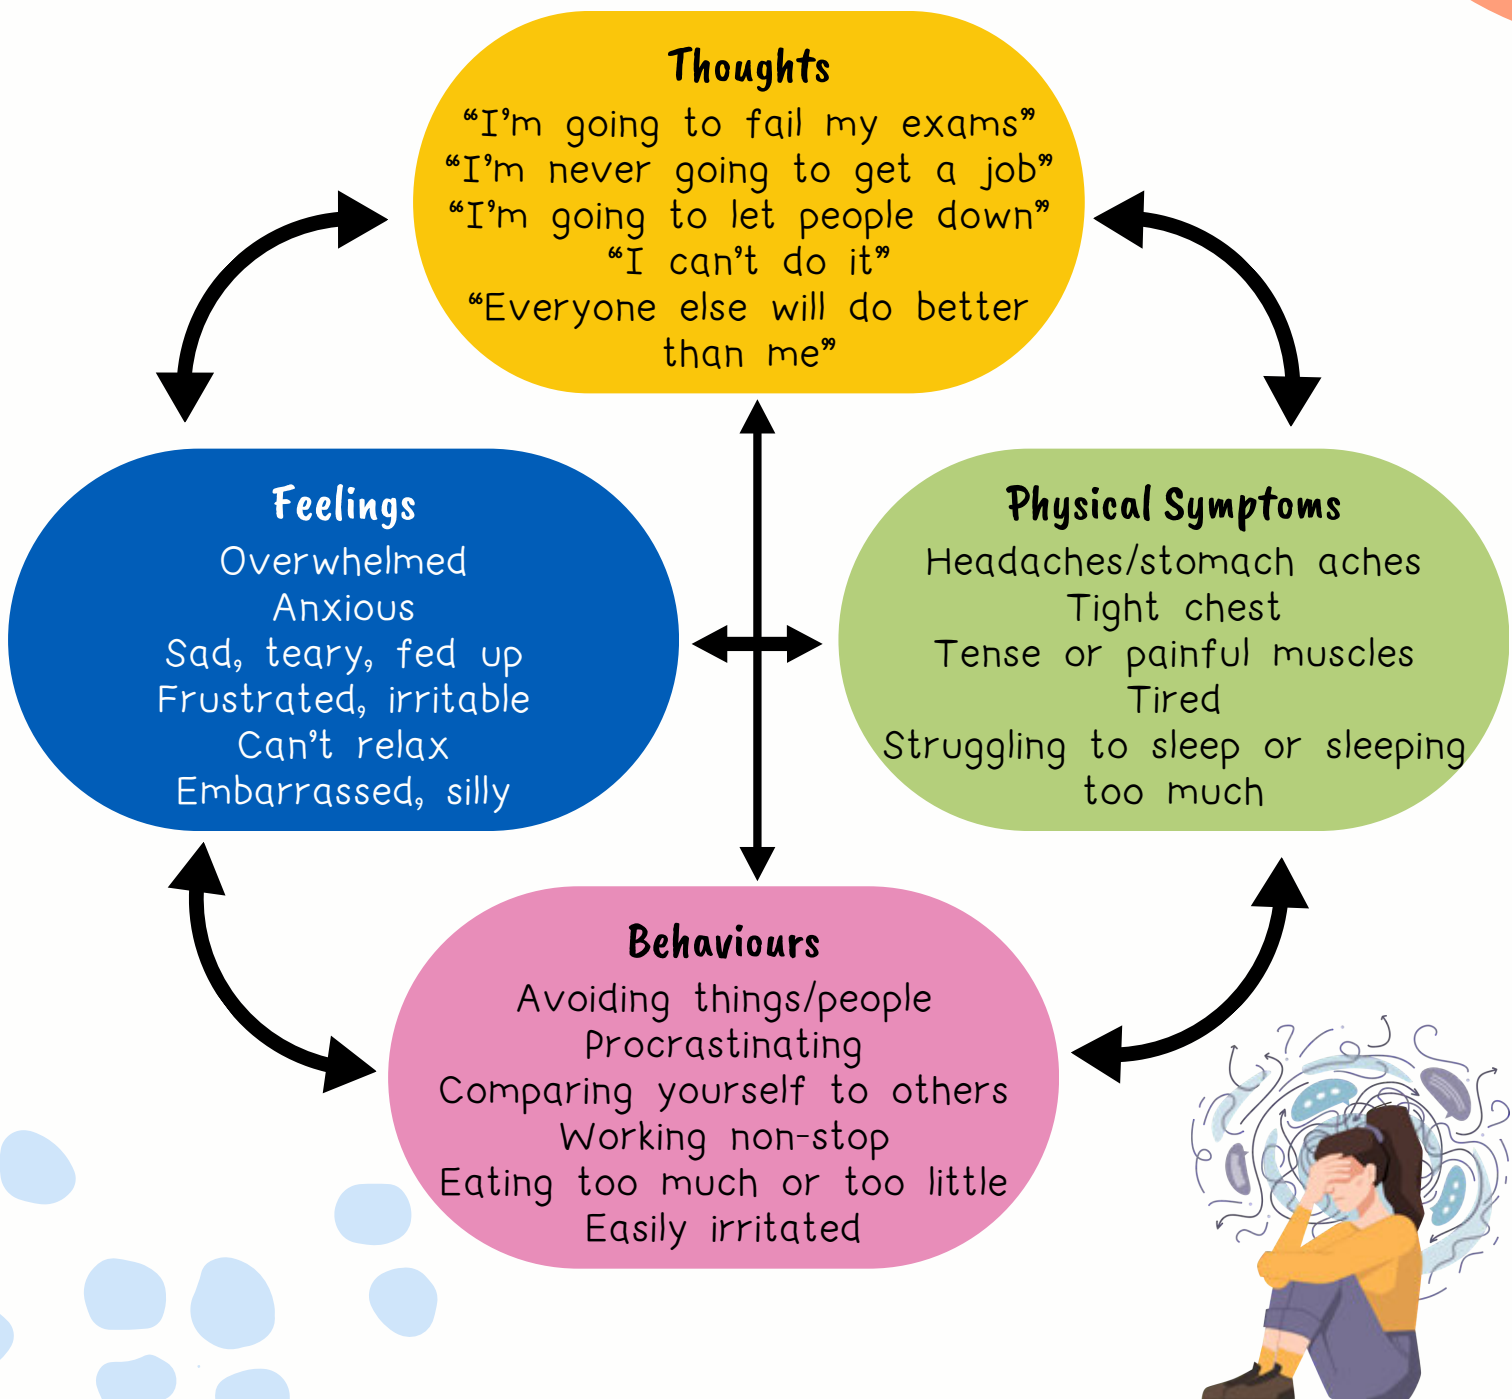 Thoughts
“I’m going to fail my exams”
“I’m never going to get a job”
“I’m going to let people down”
“I can’t do it”
“Everyone else will do better
than me”
Feelings
Overwhelmed
Anxious
Sad, teary, fed up
Frustrated, irritable
Can’t relax
Embarrassed, silly
Physical Symptoms
Headaches/stomach aches
Tight chest
Tense or painful muscles
Tired
Struggling to sleep or sleeping
too much
Behaviours
Avoiding things/people
Procrastinating
Comparing yourself to others
Working non-stop
Eating too much or too little
Easily irritated